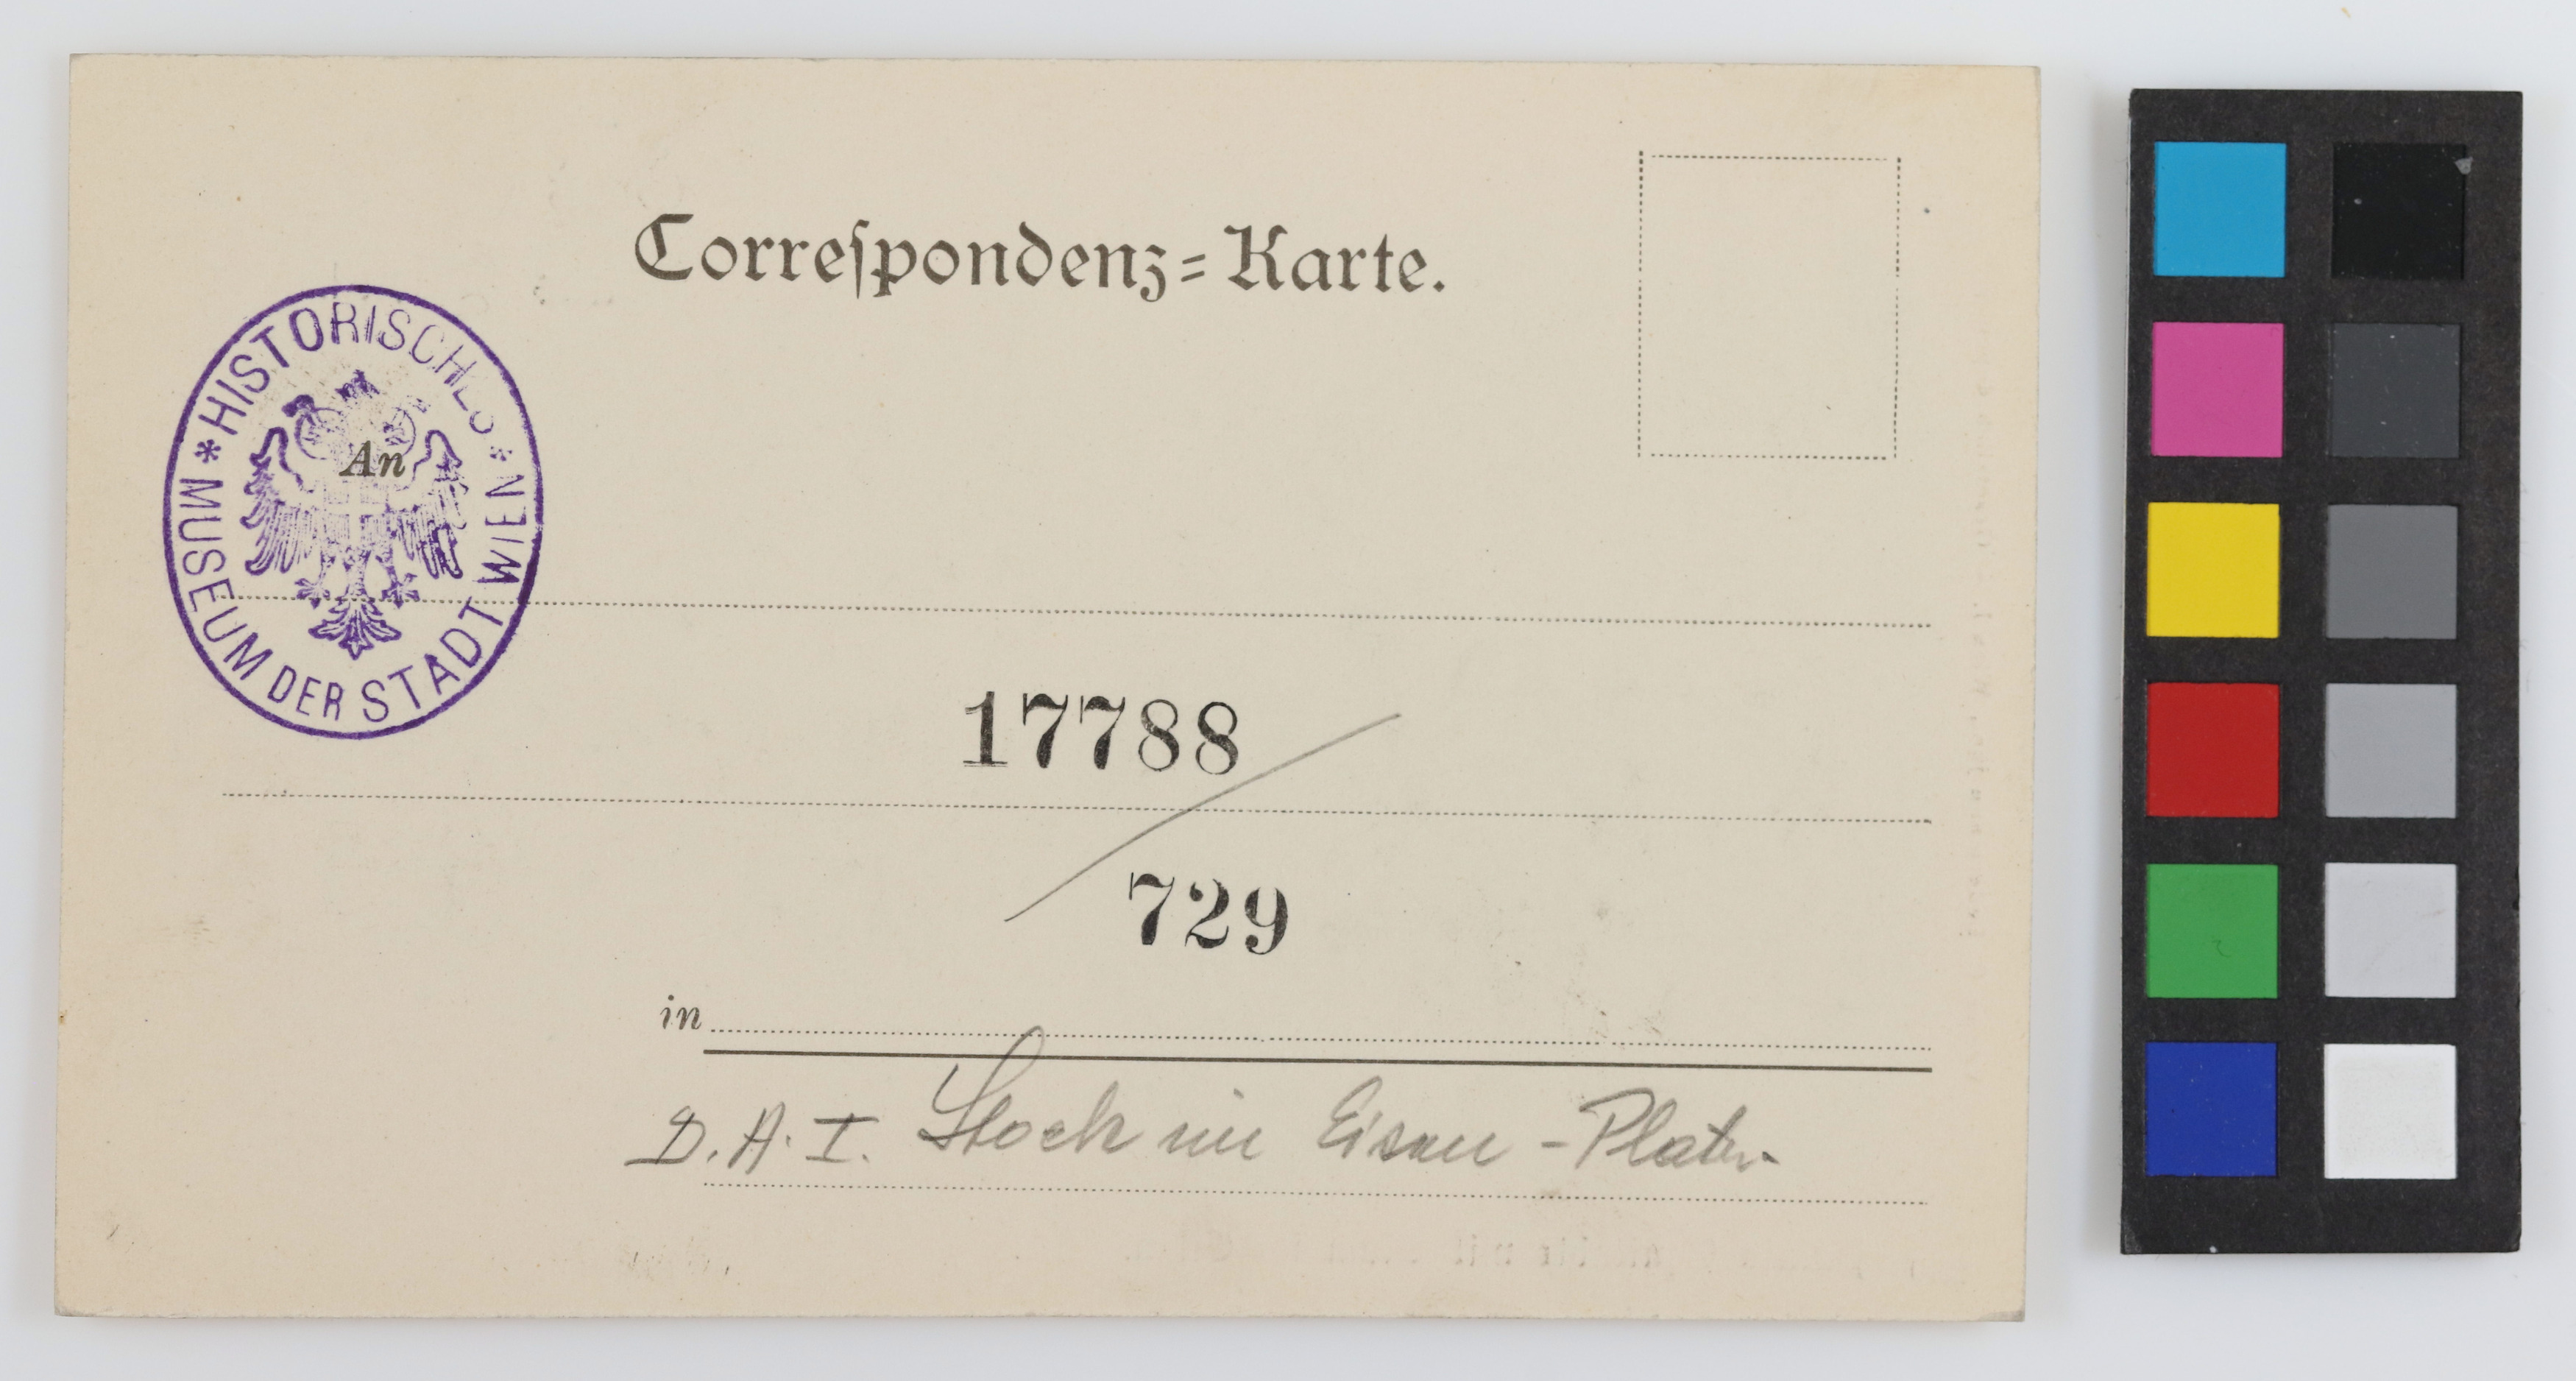 Correſpondenz=Karte.
* HISTORISCHES *
MUSEUM DER STADT WIEN
An
17788
729
in
D. A. I. Stock im Eisen - Platz